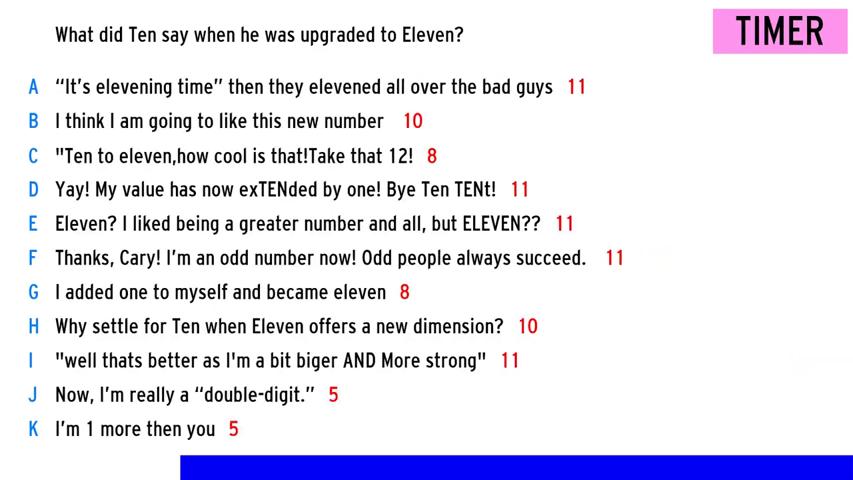 What did Ten say when he was upgraded to Eleven?
TIMER
A “It’s elevening time” then they elevened all over the bad guys 11
B I think I am going to like this new number 10
C "Ten to eleven,how cool is that!Take that 12! 8
D Yay! My value has now exTENded by one! Bye Ten TENt! 11
E Eleven? I liked being a greater number and all, but ELEVEN?? 11
F Thanks, Cary! I’m an odd number now! Odd people always succeed. 11
G I added one to myself and became eleven 8
H Why settle for Ten when Eleven offers a new dimension? 10
I "well thats better as I'm a bit biger AND More strong" 11
J Now, I’m really a “double-digit.” 5
K I’m 1 more then you 5